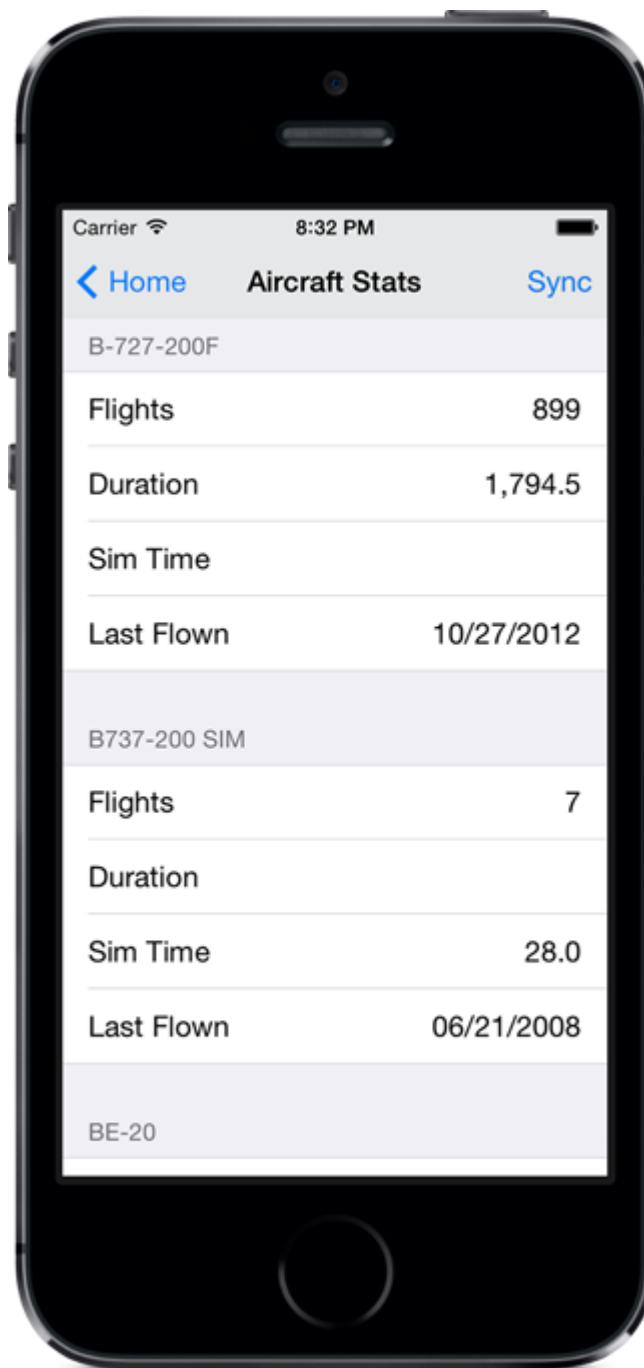 Carrier 8:32 PM
Home Aircraft Stats Sync
B-727-200F
Flights 899
Duration 1,794.5
Sim Time
Last Flown 10/27/2012
B737-200 SIM
Flights 7
Duration
Sim Time 28.0
Last Flown 06/21/2008
BE-20